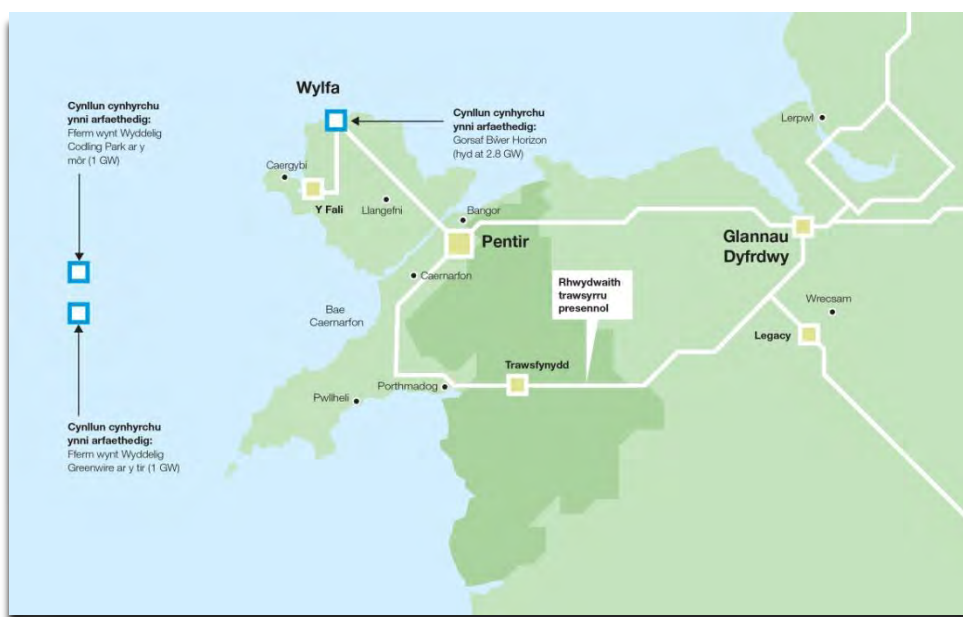 Wylfa
Cynllun cynhyrchu
ynni arfaethedig:
Fferm wynt Wyddelig
Codling Park ar y
môr (1 GW)
Cynllun cynhyrchu
ynni arfaethedig:
Gorsaf Bŵer Horizon
(hyd at 2.8 GW)
Lerpwl
Caergybi
Y Fali
Llangefni
Bangor
Pentir
Glannau
Dyfrdwy
Caernarfon
Rhwydwaith
trawsyrru
presennol
Bae
Caernarfon
Wrecsam
Legacy
Trawsfynydd
Porthmadog
Pwllheli
Cynllun cynhyrchu
ynni arfaethedig:
Fferm wynt Wyddelig
Greenwire ar y tir (1 GW)